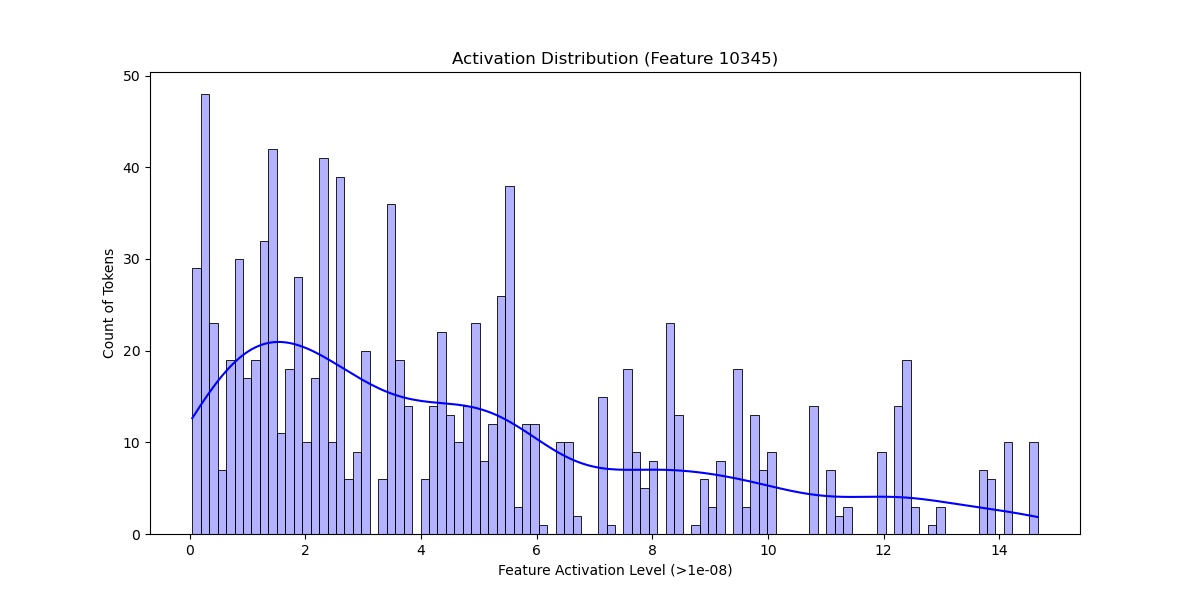 Activation Distribution (Feature 10345)
50
40
30
20
10
0
Count of Tokens
0 2 4 6 8 10 12 14
Feature Activation Level (>1e-08)